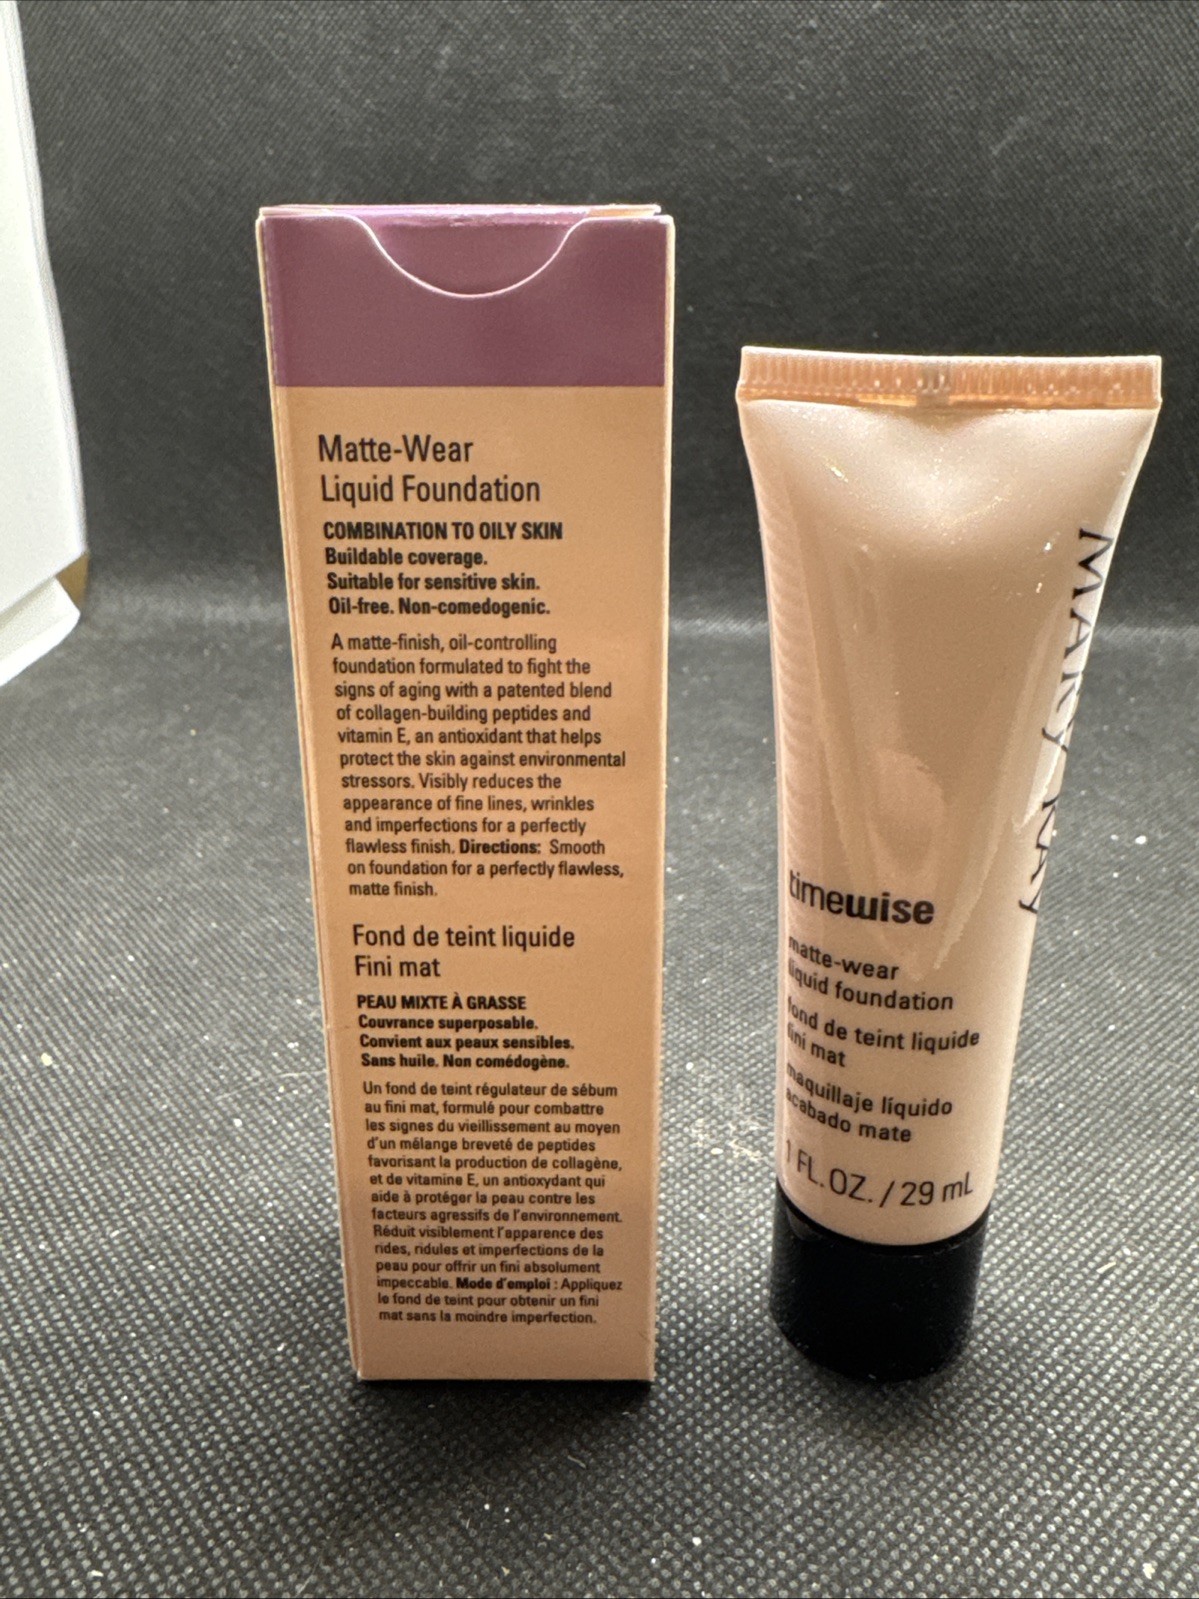 Matte-Wear
Liquid Foundation
COMBINATION TO OILY SKIN
Buildable coverage.
Suitable for sensitive skin.
Oil-free. Non-comedogenic.
A matte-finish, oil-controlling
foundation formulated to fight the
signs of aging with a patented blend
of collagen-building peptides and
vitamin E, an antioxidant that helps
protect the skin against environmental
stressors. Visibly reduces the
appearance of fine lines, wrinkles
and imperfections for a perfectly
flawless finish. Directions: Smooth
on foundation for a perfectly flawless,
matte finish.
Fond de teint liquide
Fini mat
PEAU MIXTE À GRASSE
Couvrance superposable.
Convient aux peaux sensibles.
Sans huile. Non comédogène.
Un fond de teint régulateur de sébum
au fini mat, formulé pour combattre
les signes du vieillissement au moyen
d'un mélange breveté de peptides
favorisant la production de collagène,
et de vitamine E, un antioxydant qui
aide à protéger la peau contre les
facteurs agressifs de l'environnement.
Réduit visiblement l'apparence des
rides, ridules et imperfections de la
peau pour offrir un fini absolument
impeccable. Mode d'emploi : Appliquez
le fond de teint pour obtenir un fini
mat sans la moindre imperfection.
MARY KAY
timewise
matte-wear
liquid foundation
fond de teint liquide
fini mat
maquillaje líquido
acabado mate
1 FL. OZ. / 29 mL